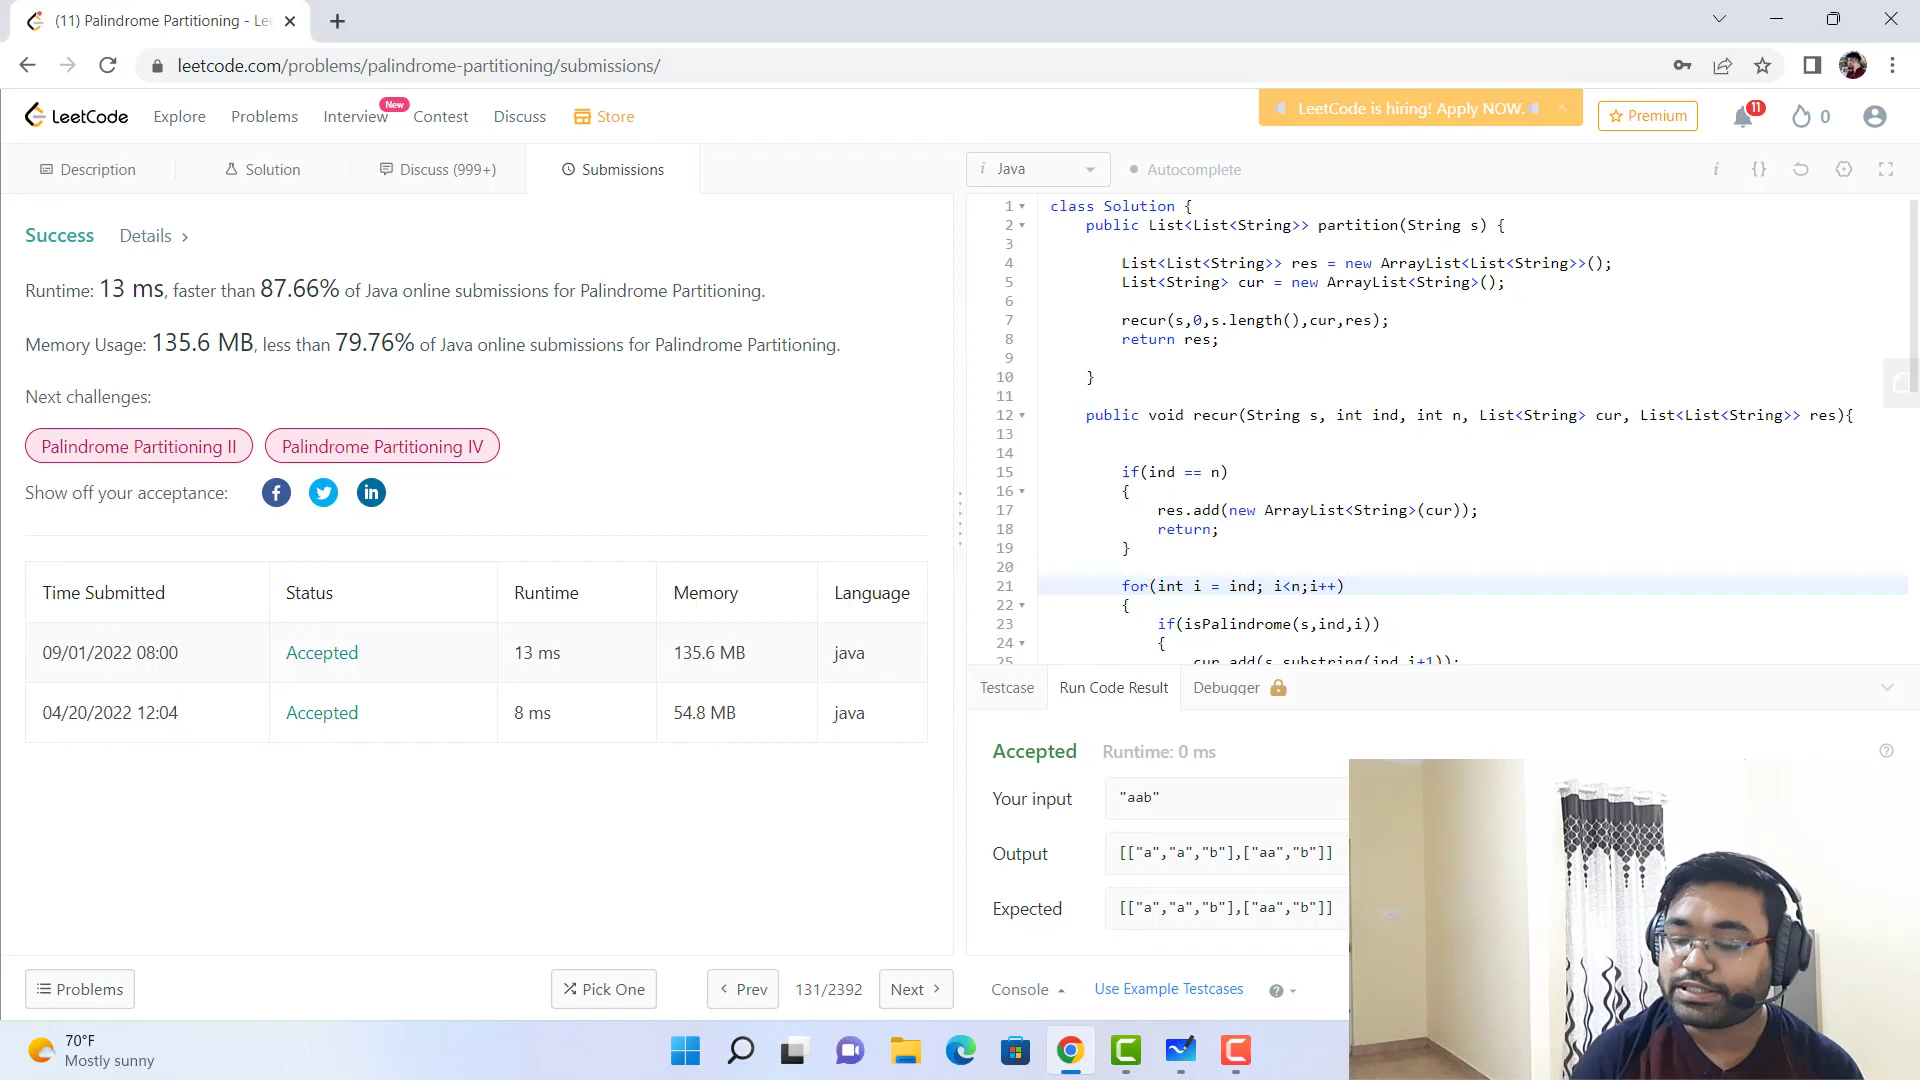 (11) Palindrome Partitioning - Le
leetcode.com/problems/palindrome-partitioning/submissions/
LeetCode
Explore
Problems
Interview
New
Contest
Discuss
Store
LeetCode is hiring! Apply NOW.
Premium
11
0
Description
Solution
Discuss (999+)
Submissions
Success
Details
Runtime: 13 ms, faster than 87.66% of Java online submissions for Palindrome Partitioning.
Memory Usage: 135.6 MB, less than 79.76% of Java online submissions for Palindrome Partitioning.
Next challenges:
Palindrome Partitioning II
Palindrome Partitioning IV
Show off your acceptance:
Time Submitted Status Runtime Memory Language
09/01/2022 08:00 Accepted 13 ms 135.6 MB java
04/20/2022 12:04 Accepted 8 ms 54.8 MB java
Problems
Pick One
Prev
131/2392
Next
i Java
Autocomplete
i {}
1 class Solution {
2 public List<List<String>> partition(String s) {
3
4 List<List<String>> res = new ArrayList<List<String>>();
5 List<String> cur = new ArrayList<String>();
6
7 recur(s,0,s.length(),cur,res);
8 return res;
9
10 }
11
12 public void recur(String s, int ind, int n, List<String> cur, List<List<String>> res){
13
14
15 if(ind == n)
16 {
17 res.add(new ArrayList<String>(cur));
18 return;
19 }
20
21 for(int i = ind; i<n;i++)
22 {
23 if(isPalindrome(s,ind,i))
24 {
25 cur.add(s.substring(ind,i+1));
Testcase
Run Code Result
Debugger
Accepted Runtime: 0 ms
Your input "aab"
Output [["a","a","b"],["aa","b"]]
Expected [["a","a","b"],["aa","b"]]
Console
Use Example Testcases
70°F
Mostly sunny